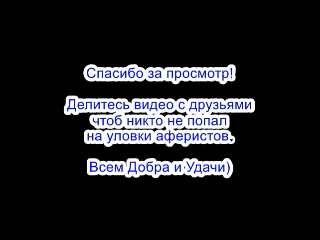 Спасибо за просмотр!
Делитесь видео с друзьями
чтоб никто не попал
на уловки аферистов.
Всем Добра и Удачи)